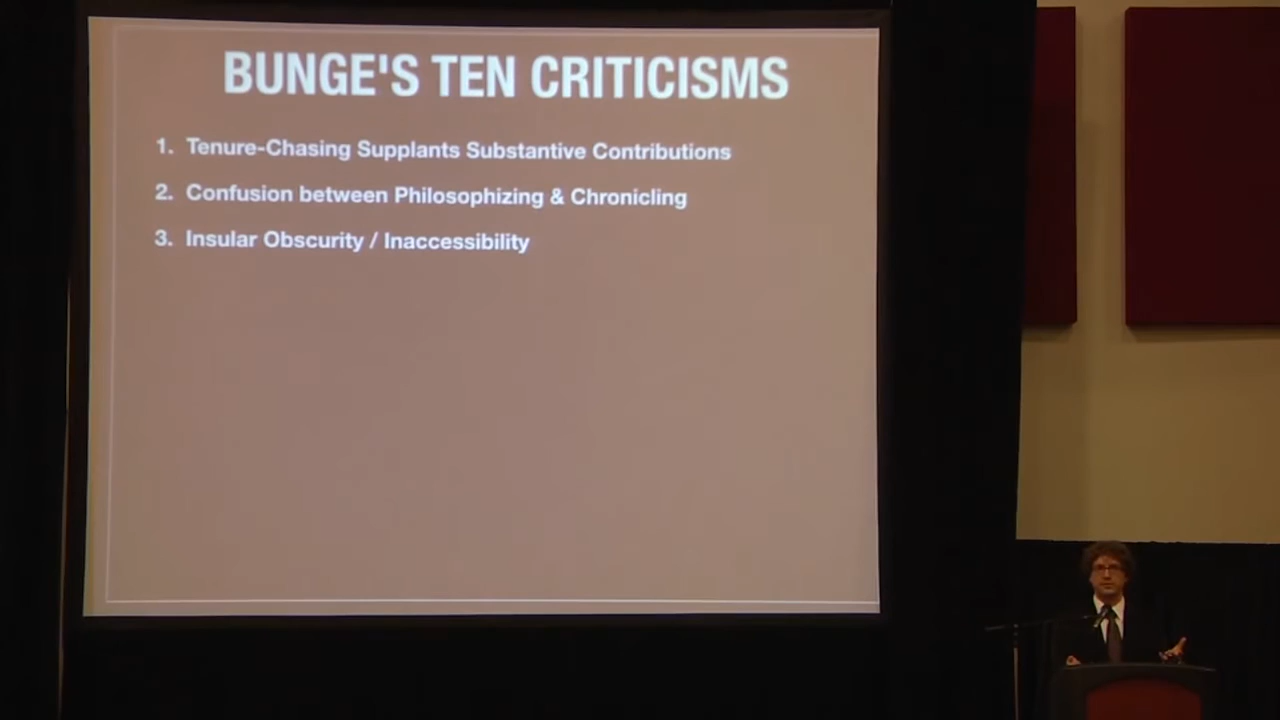 BUNGE'S TEN CRITICISMS
1. Tenure-Chasing Supplants Substantive Contributions
2. Confusion between Philosophizing & Chronicling
3. Insular Obscurity / Inaccessibility